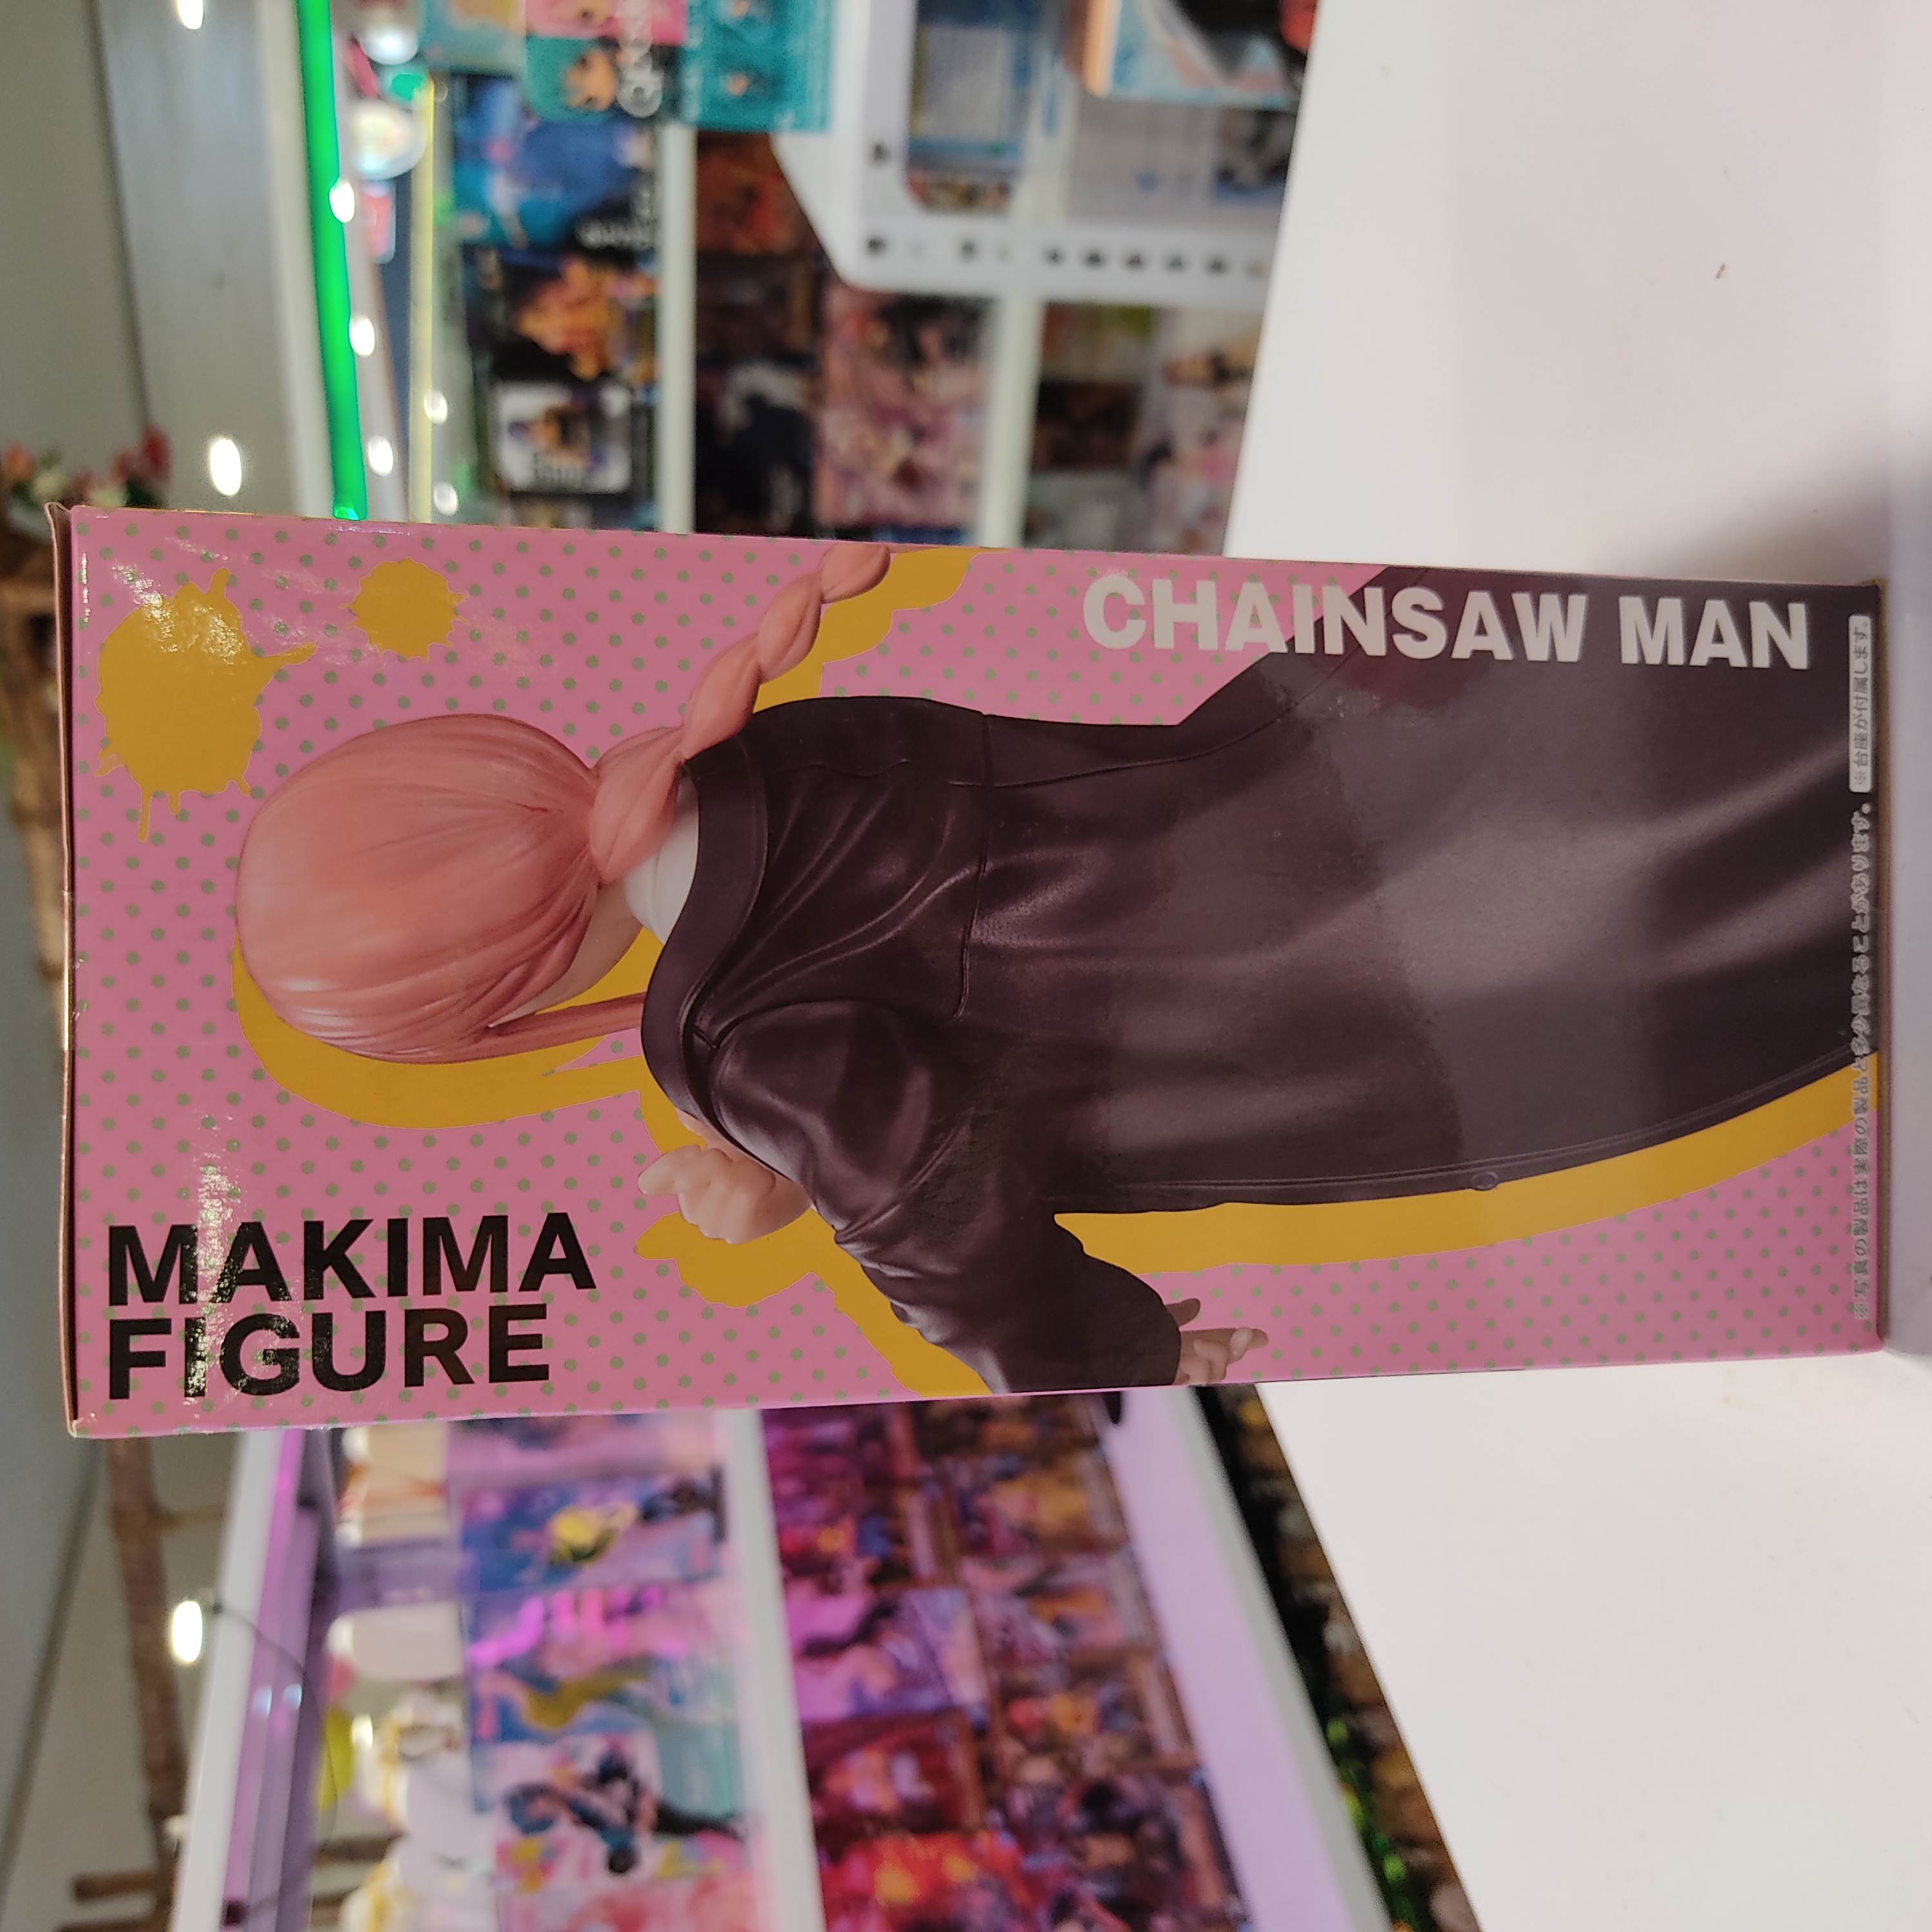 MAKIMA
FIGURE
CHAINSAW MAN
※写真の製品は実際の製品と多少異なることがあります。 ※台座が付属します。